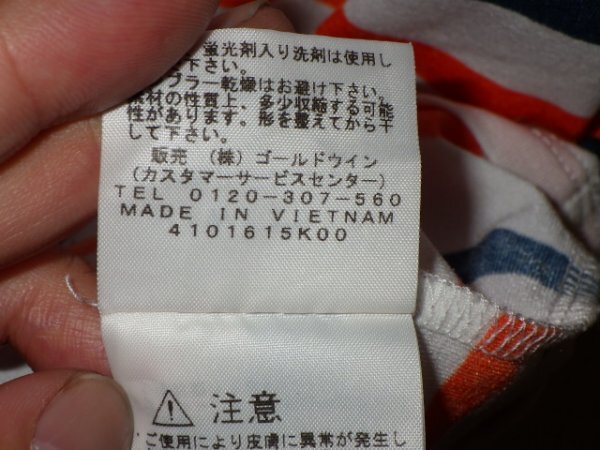 蛍光剤入り洗剤は使用し
下さい。
ブラー乾燥はお避け下さい。
素材の性質上、多少収縮する可能
性があります。形を整えてから干
して下さい。
販売 (株)ゴールドウイン
(カスタマーサービスセンター)
TEL 0120-307-560
MADE IN VIETNAM
4101615K00
⚠ 注意
ご使用により皮膚に異常が発生し